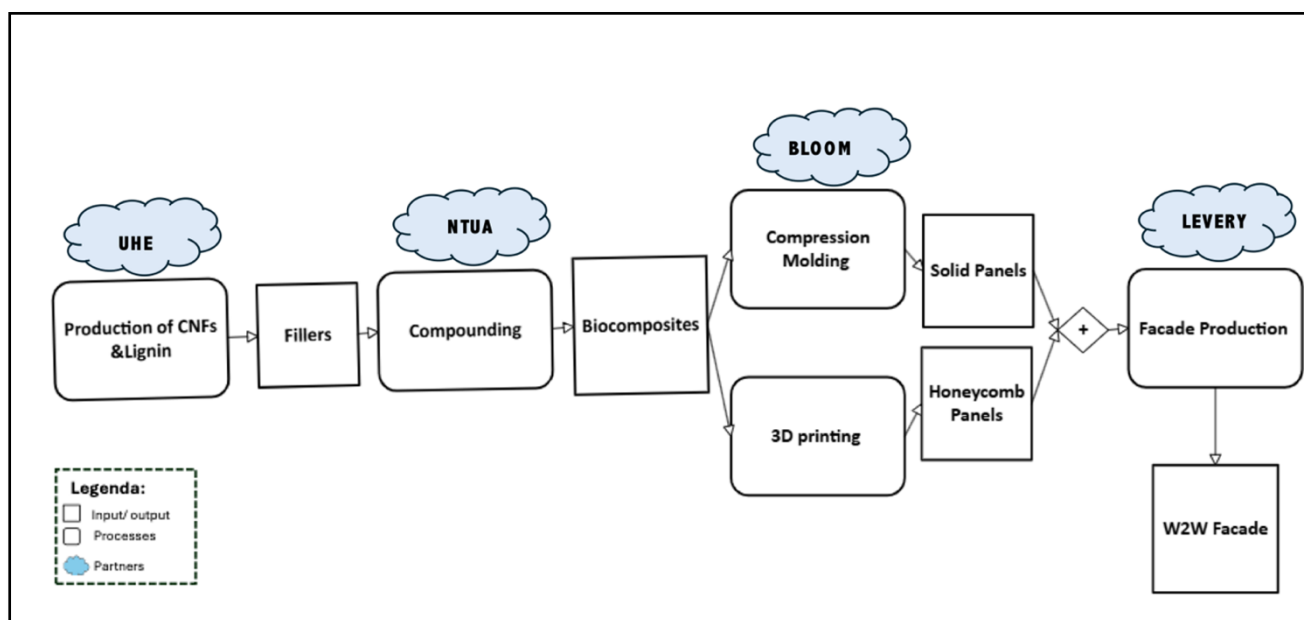 UHE
Production of CNFs
&Lignin
Fillers
NTUA
Compounding
Biocomposites
BLOOM
Compression
Molding
Solid Panels
3D printing
Honeycomb
Panels
+
LEVERY
Facade Production
W2W Facade
Legenda:
Input/ output
Processes
Partners